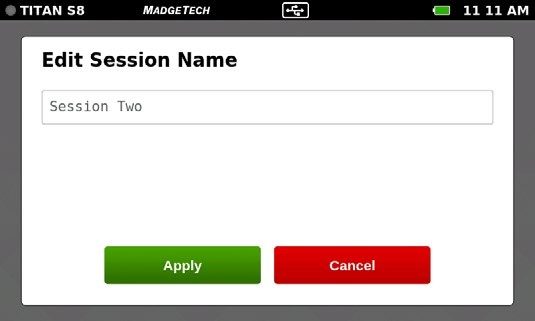 TITAN S8 MADGETECH 11 11 AM
Edit Session Name
Session Two
Apply Cancel